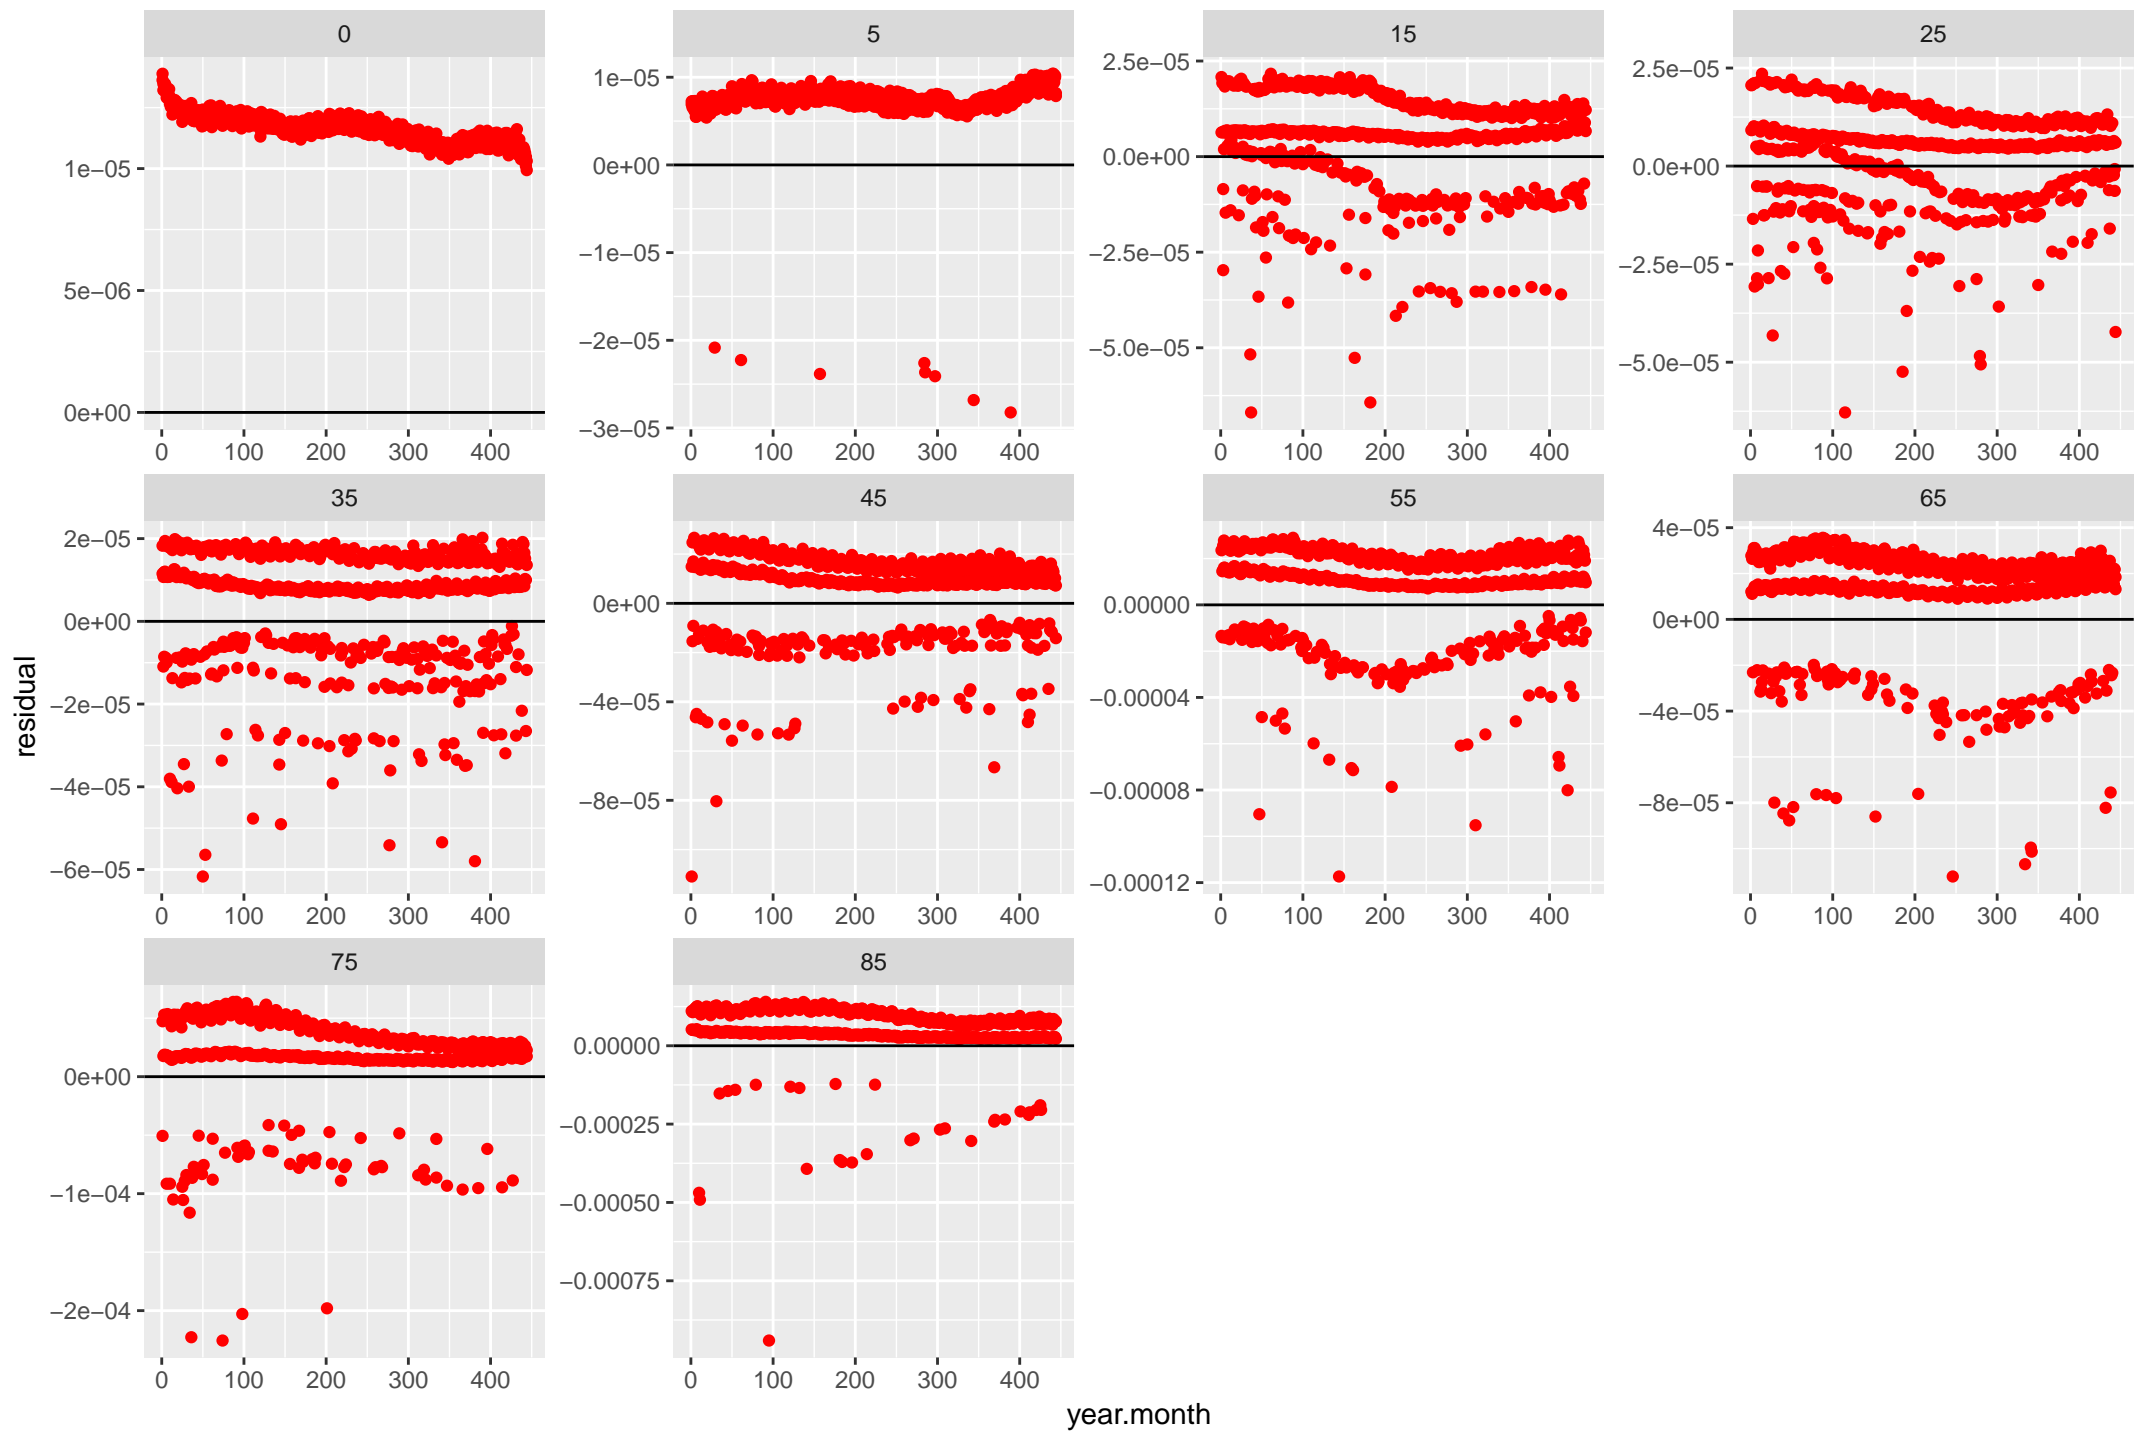 0 5 15 25
1e−05
5e−06
0e+00
1e−05
0e+00
−1e−05
−2e−05
−3e−05
2.5e−05
0.0e+00
−2.5e−05
−5.0e−05
2.5e−05
0.0e+00
−2.5e−05
−5.0e−05
0 100 200 300 400 0 100 200 300 400 0 100 200 300 400 0 100 200 300 400
35 45 55 65
2e−05
0e+00
−2e−05
−4e−05
−6e−05
0e+00
−4e−05
−8e−05
0.00000
−0.00004
−0.00008
−0.00012
4e−05
0e+00
−4e−05
−8e−05
0 100 200 300 400 0 100 200 300 400 0 100 200 300 400 0 100 200 300 400
residual
75 85
0e+00
−1e−04
−2e−04
0.00000
−0.00025
−0.00050
−0.00075
0 100 200 300 400 0 100 200 300 400
year.month